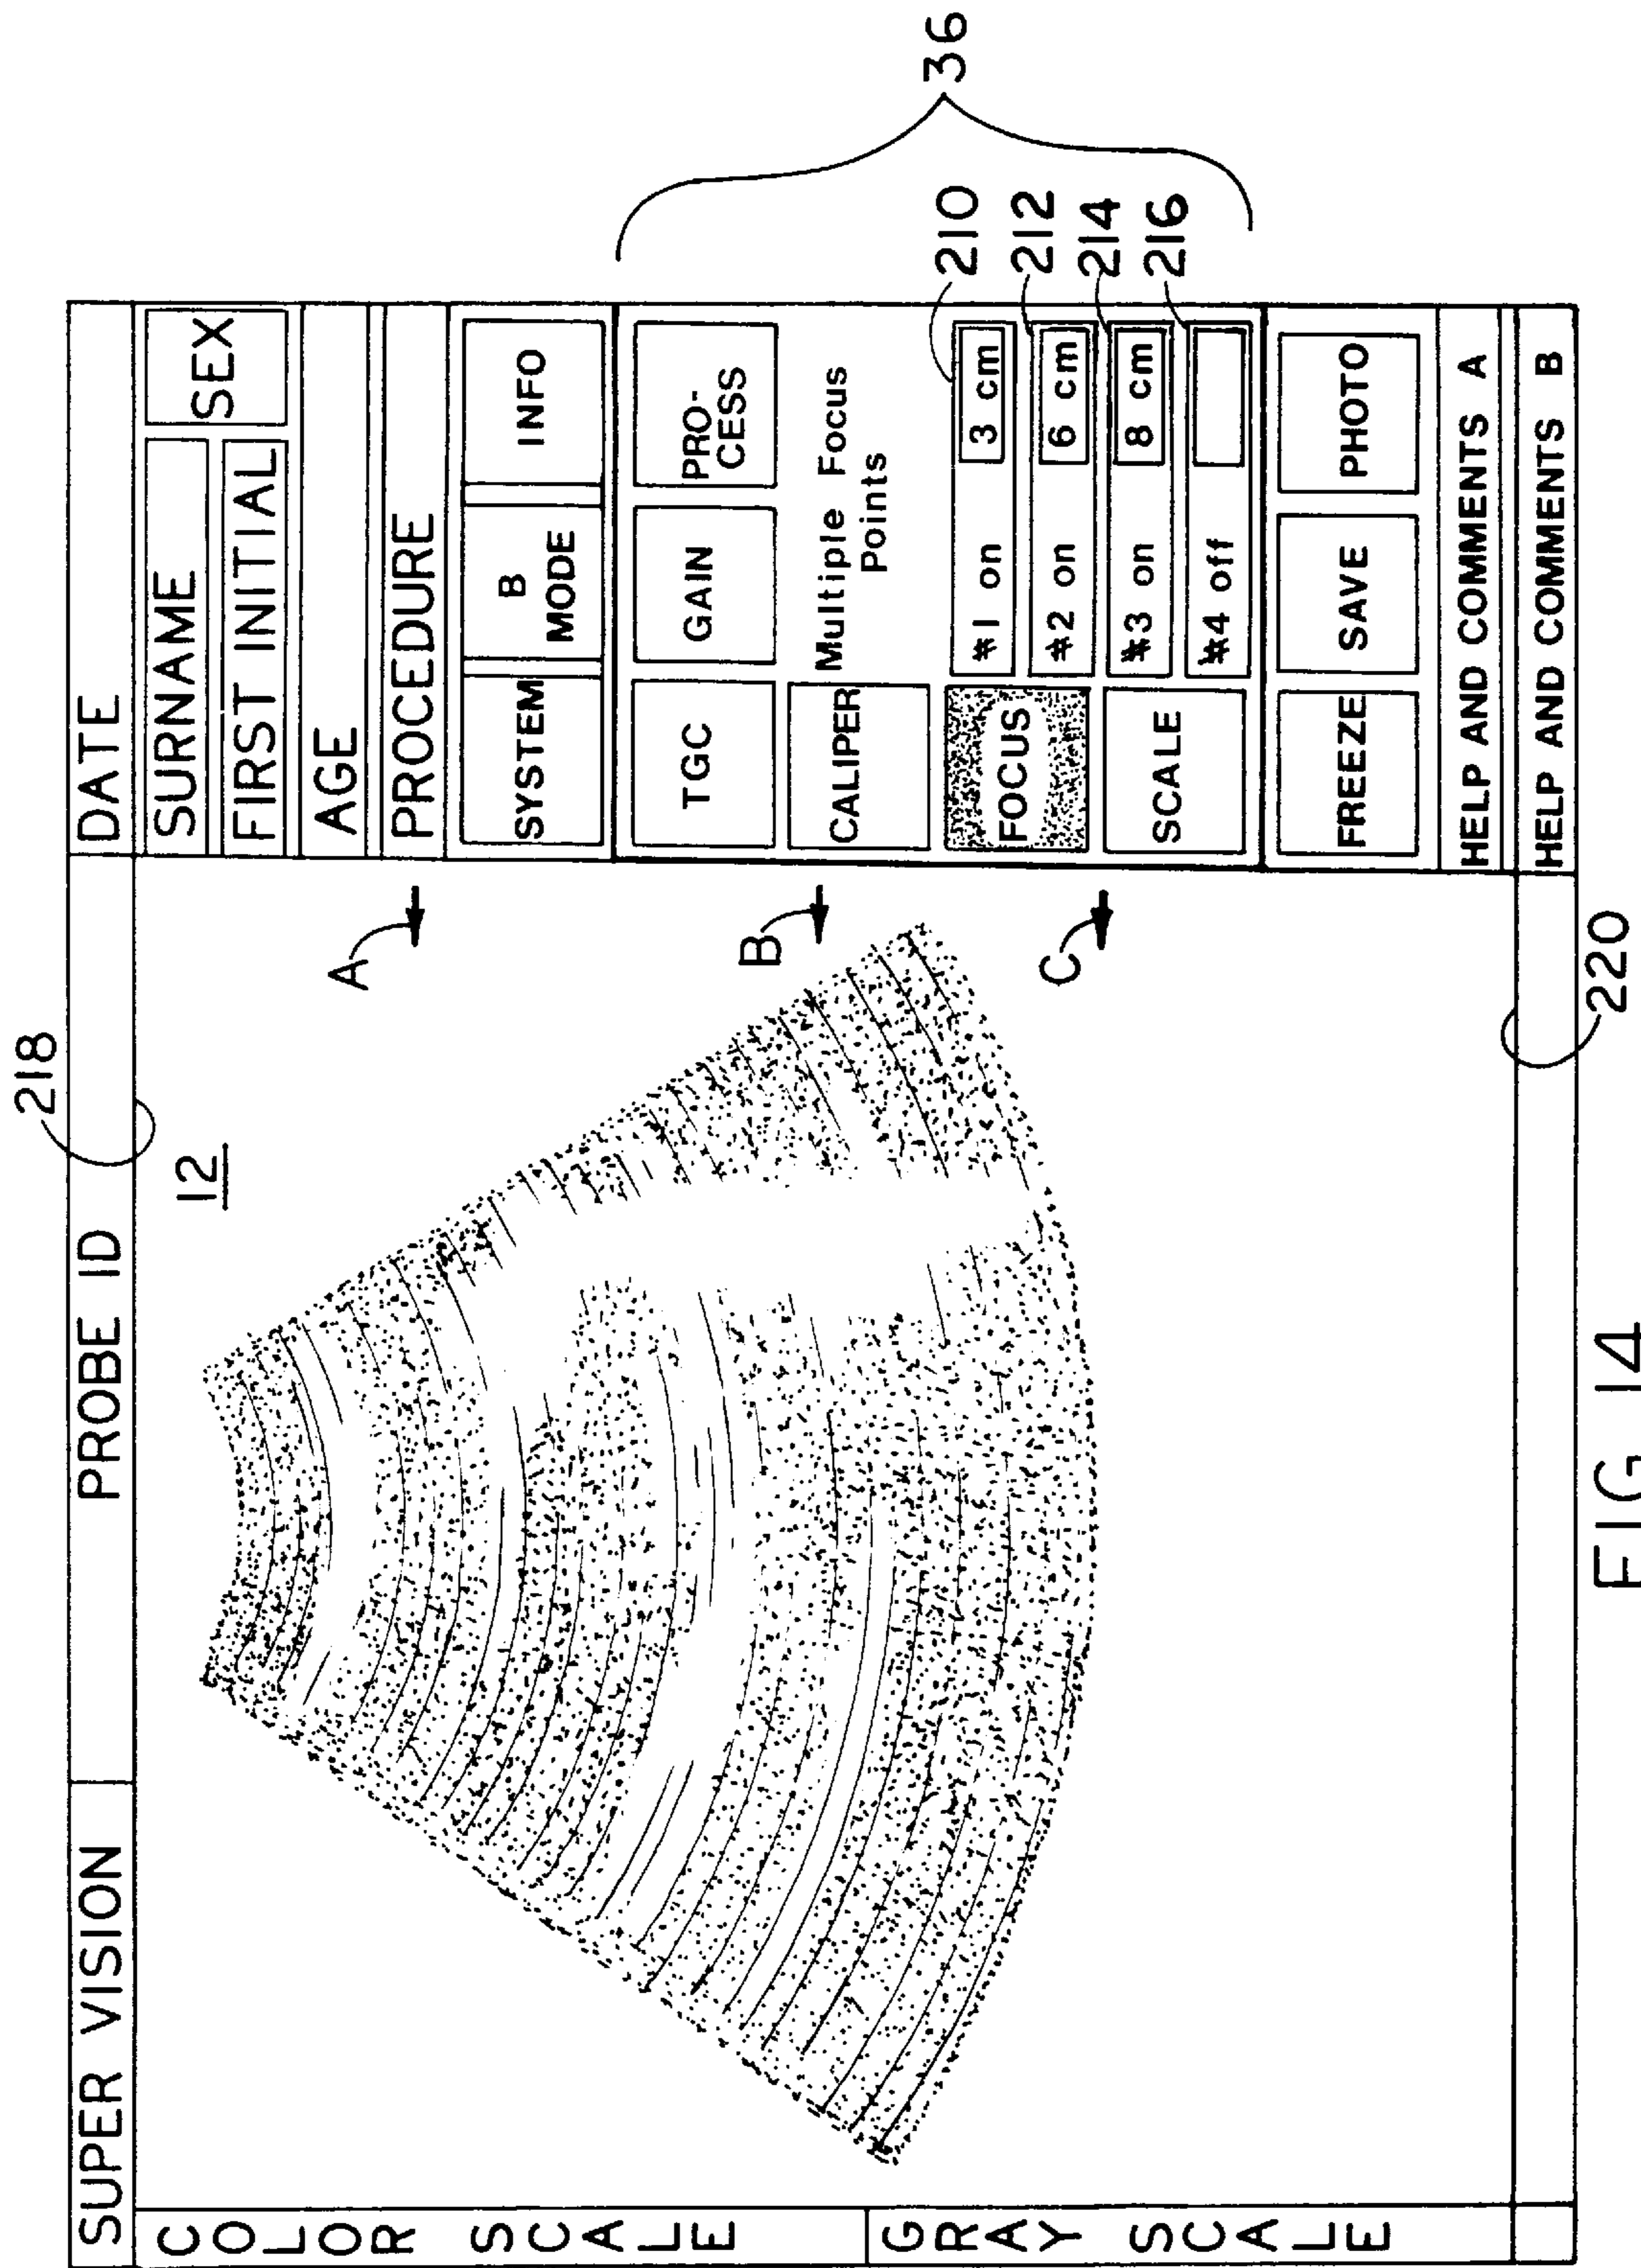 218
SUPER VISION
PROBE ID
DATE
12
SURNAME
SEX
FIRST INITIAL
AGE
PROCEDURE
SYSTEM
B
MODE
INFO
TGC
GAIN
PRO-
CESS
CALIPER
Multiple Focus
Points
FOCUS
#1 on
3 cm
#2 on
6 cm
SCALE
#3 on
8 cm
#4 off
FREEZE
SAVE
PHOTO
HELP AND COMMENTS A
HELP AND COMMENTS B
A
B
C
36
210
212
214
216
COLOR SCALE
GRAY SCALE
220
FIG 14